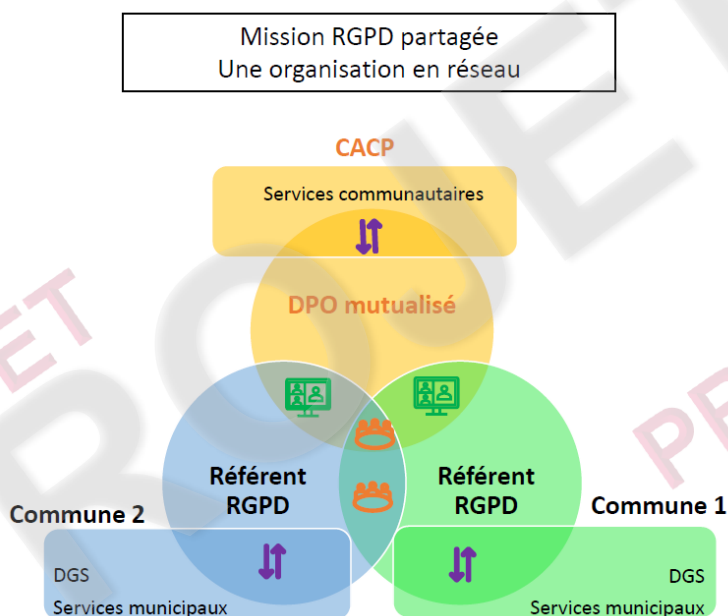 Mission RGPD partagée
Une organisation en réseau
CACP
Services communautaires
DPO mutualisé
Référent
RGPD
Référent
RGPD
Commune 2
Commune 1
DGS
Services municipaux
DGS
Services municipaux
PROJET